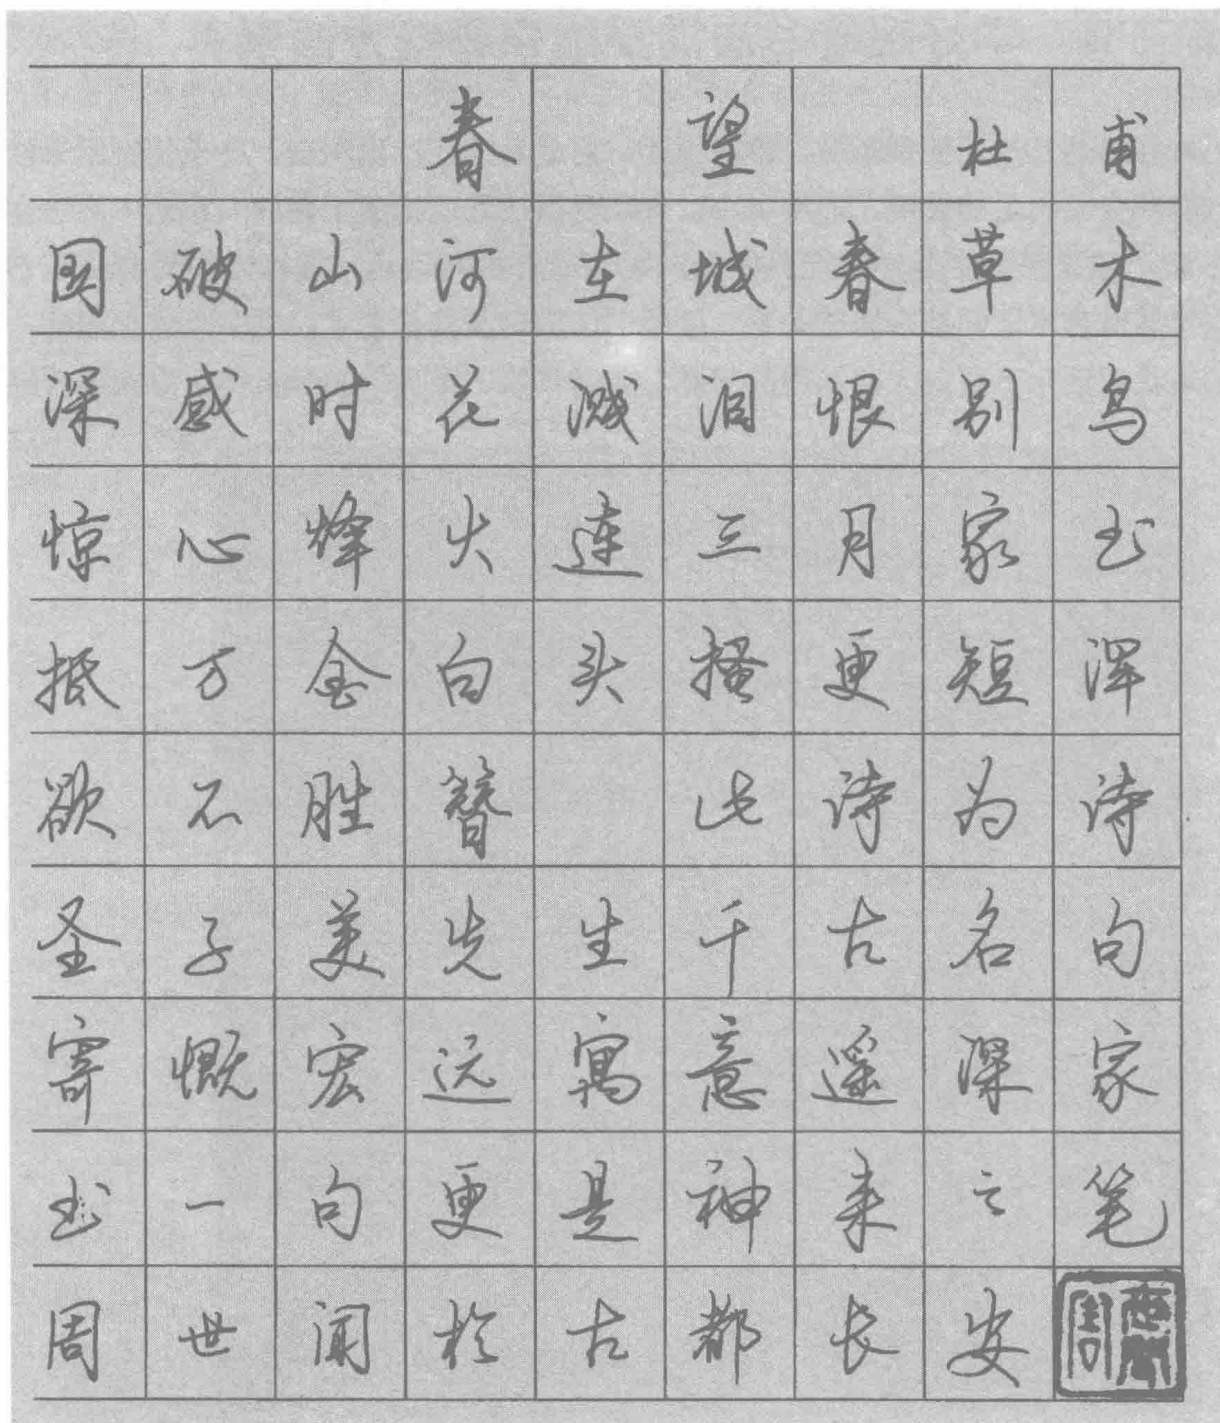 春望 杜甫
国破山河在城春草木
深感时花溅泪恨别鸟
惊心烽火连三月家书
抵万金白头搔更短浑
欲不胜簪 此诗为诗
圣子美先生千古名句
寄慨宏远寓意遥深家
书一句更是神来之笔
周世闻于古都长安